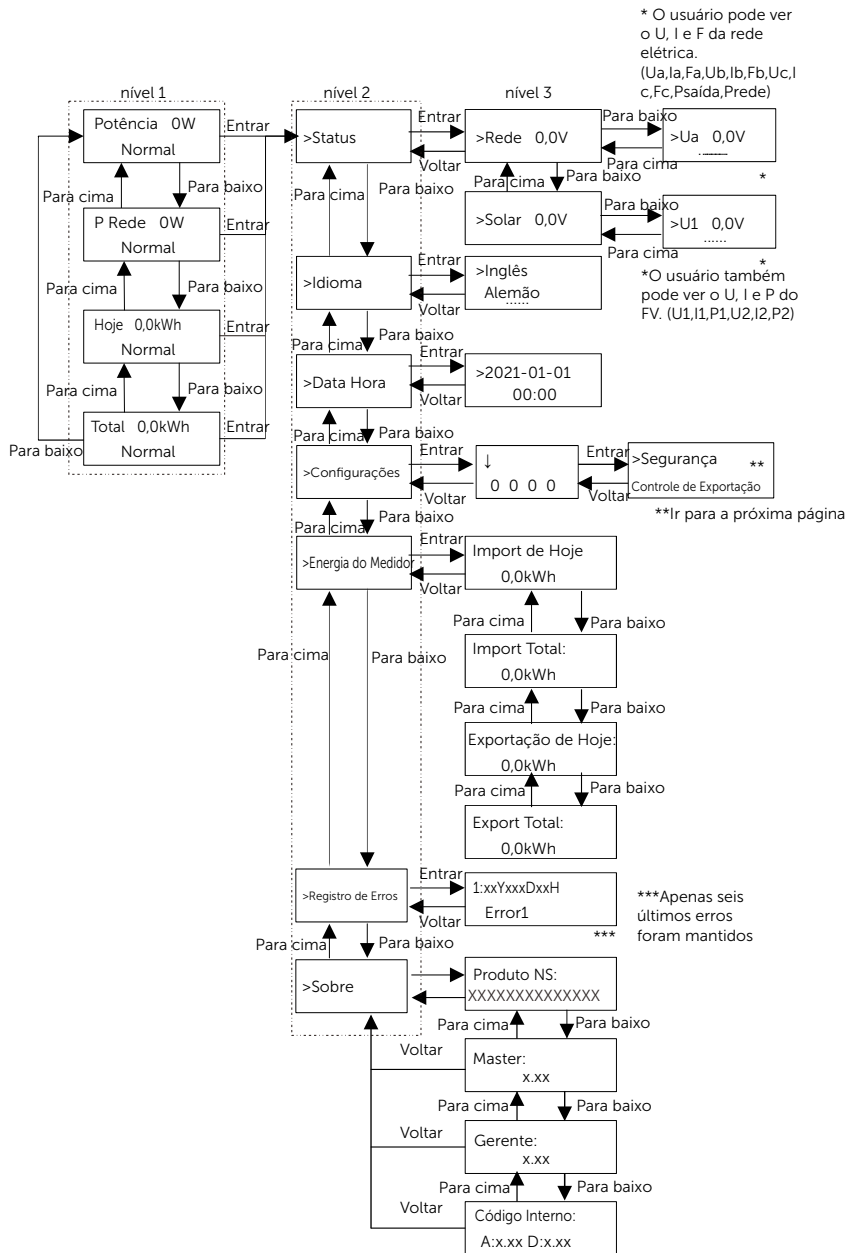 * O usuário pode ver
o U, I e F da rede
elétrica.
(Ua,Ia,Fa,Ub,Ib,Fb,Uc,I
c,Fc,Psaída,Prede)
nível 1
nível 2
nível 3
Potência 0W
Normal
Entrar
>Status
Entrar
Voltar
>Rede 0,0V
Para baixo
Para cima
>Ua 0,0V
*
Para cima
Para baixo
Para cima
Para baixo
Para cima
Para baixo
P Rede 0W
Normal
Entrar
>Solar 0,0V
Para baixo
Para cima
>U1 0,0V
......
*
Para cima
Para baixo
>Idioma
Entrar
Voltar
>Inglês
Alemão
......
*O usuário também
pode ver o U, I e P do
FV. (U1,I1,P1,U2,I2,P2)
Hoje 0,0kWh
Normal
Entrar
Para cima
Para baixo
>Data Hora
Entrar
Voltar
>2021-01-01
00:00
Para cima
Para baixo
Total 0,0kWh
Normal
Entrar
Para baixo
Para cima
Para baixo
>Configurações
Entrar
Voltar
↓
0 0 0 0
Entrar
Voltar
>Segurança
**
Controle de Exportação
**Ir para a próxima página
Para cima
Para baixo
>Energia do Medidor
Entrar
Voltar
Import de Hoje
0,0kWh
Para cima
Para baixo
Import Total:
0,0kWh
Para cima
Para baixo
Para cima
Para baixo
Exportação de Hoje:
0,0kWh
Para cima
Para baixo
Export Total:
0,0kWh
>Registro de Erros
Entrar
Voltar
1:xxYxxxDxxH
Error1
***
***Apenas seis
últimos erros
foram mantidos
Para cima
Para baixo
>Sobre
Produto NS:
XXXXXXXXXXXXXX
Para cima
Para baixo
Voltar
Master:
x.xx
Para cima
Para baixo
Voltar
Gerente:
x.xx
Para cima
Para baixo
Voltar
Código Interno:
A:x.xx D:x.xx